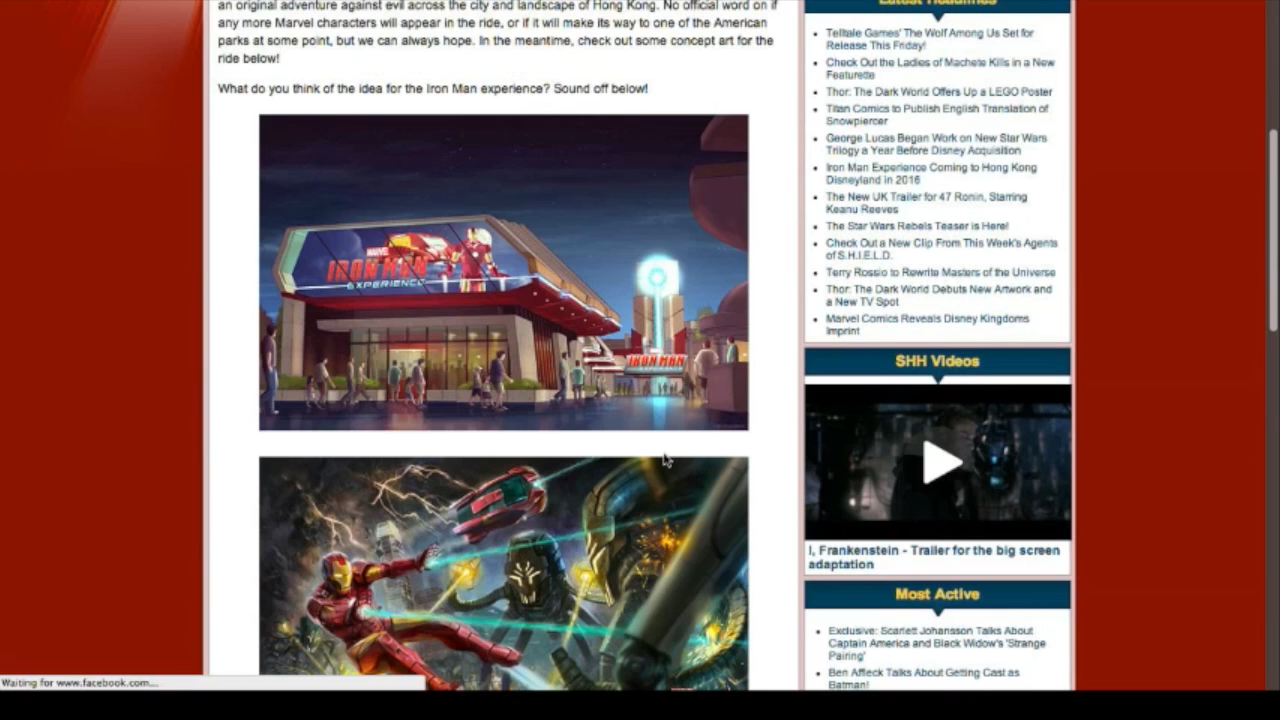 an original adventure against evil across the city and landscape of Hong Kong. No official word on if
any more Marvel characters will appear in the ride, or if it will make its way to one of the American
parks at some point, but we can always hope. In the meantime, check out some concept art for the
ride below!
What do you think of the idea for the Iron Man experience? Sound off below!
MARVEL
IRON MAN
EXPERIENCE
IRON MAN
Waiting for www.facebook.com...
Latest Headlines
Telltale Games' The Wolf Among Us Set for
Release This Friday!
Check Out the Ladies of Machete Kills in a New
Featurette
Thor: The Dark World Offers Up a LEGO Poster
Titan Comics to Publish English Translation of
Snowpiercer
George Lucas Began Work on New Star Wars
Trilogy a Year Before Disney Acquisition
Iron Man Experience Coming to Hong Kong
Disneyland in 2016
The New UK Trailer for 47 Ronin, Starring
Keanu Reeves
The Star Wars Rebels Teaser is Here!
Check Out a New Clip From This Week's Agents
of S.H.I.E.L.D.
Terry Rossio to Rewrite Masters of the Universe
Thor: The Dark World Debuts New Artwork and
a New TV Spot
Marvel Comics Reveals Disney Kingdoms
Imprint
SHH Videos
I, Frankenstein - Trailer for the big screen
adaptation
Most Active
Exclusive: Scarlett Johansson Talks About
Captain America and Black Widow's 'Strange
Pairing'
Ben Affleck Talks About Getting Cast as
Batman!